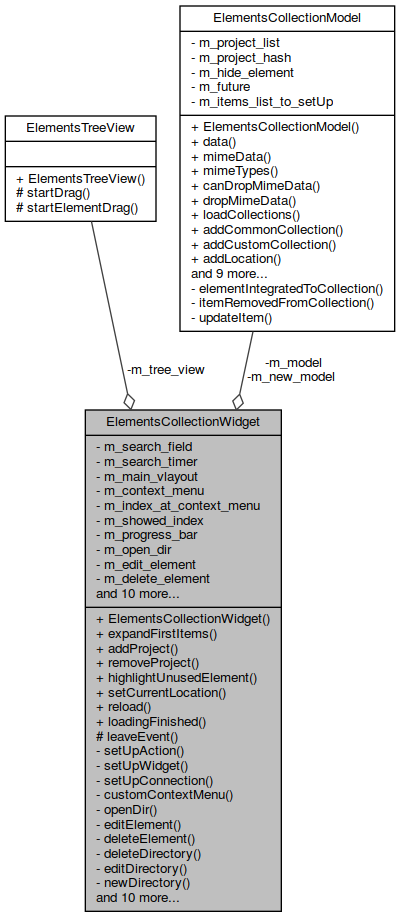 ElementsCollectionModel
- m_project_list
- m_project_hash
- m_hide_element
- m_future
- m_items_list_to_setUp
+ ElementsCollectionModel()
+ data()
+ mimeData()
+ mimeTypes()
+ canDropMimeData()
+ dropMimeData()
+ loadCollections()
+ addCommonCollection()
+ addCustomCollection()
+ addLocation()
and 9 more...
- elementIntegratedToCollection()
- itemRemovedFromCollection()
- updateItem()
ElementsTreeView
+ ElementsTreeView()
# startDrag()
# startElementDrag()
-m_tree_view
-m_model
-m_new_model
ElementsCollectionWidget
- m_search_field
- m_search_timer
- m_main_vlayout
- m_context_menu
- m_index_at_context_menu
- m_showed_index
- m_progress_bar
- m_open_dir
- m_edit_element
- m_delete_element
and 10 more...
+ ElementsCollectionWidget()
+ expandFirstItems()
+ addProject()
+ removeProject()
+ highlightUnusedElement()
+ setCurrentLocation()
+ reload()
+ loadingFinished()
# leaveEvent()
- setUpAction()
- setUpWidget()
- setUpConnection()
- customContextMenu()
- openDir()
- editElement()
- deleteElement()
- deleteDirectory()
- editDirectory()
- newDirectory()
and 10 more...